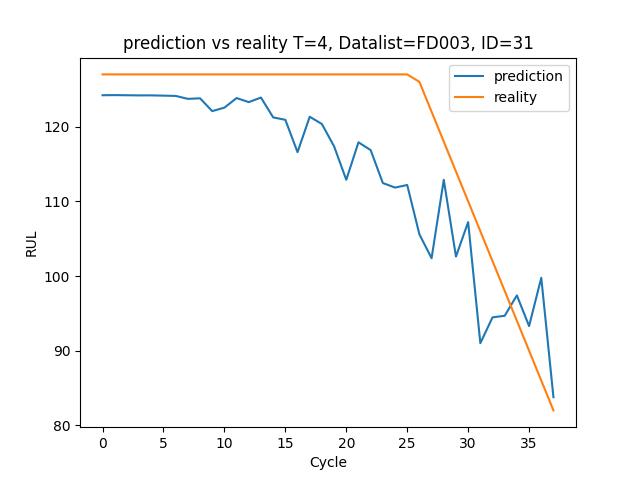 prediction vs reality T=4, Datalist=FD003, ID=31
prediction
reality
RUL
120
110
100
90
80
0 5 10 15 20 25 30 35
Cycle